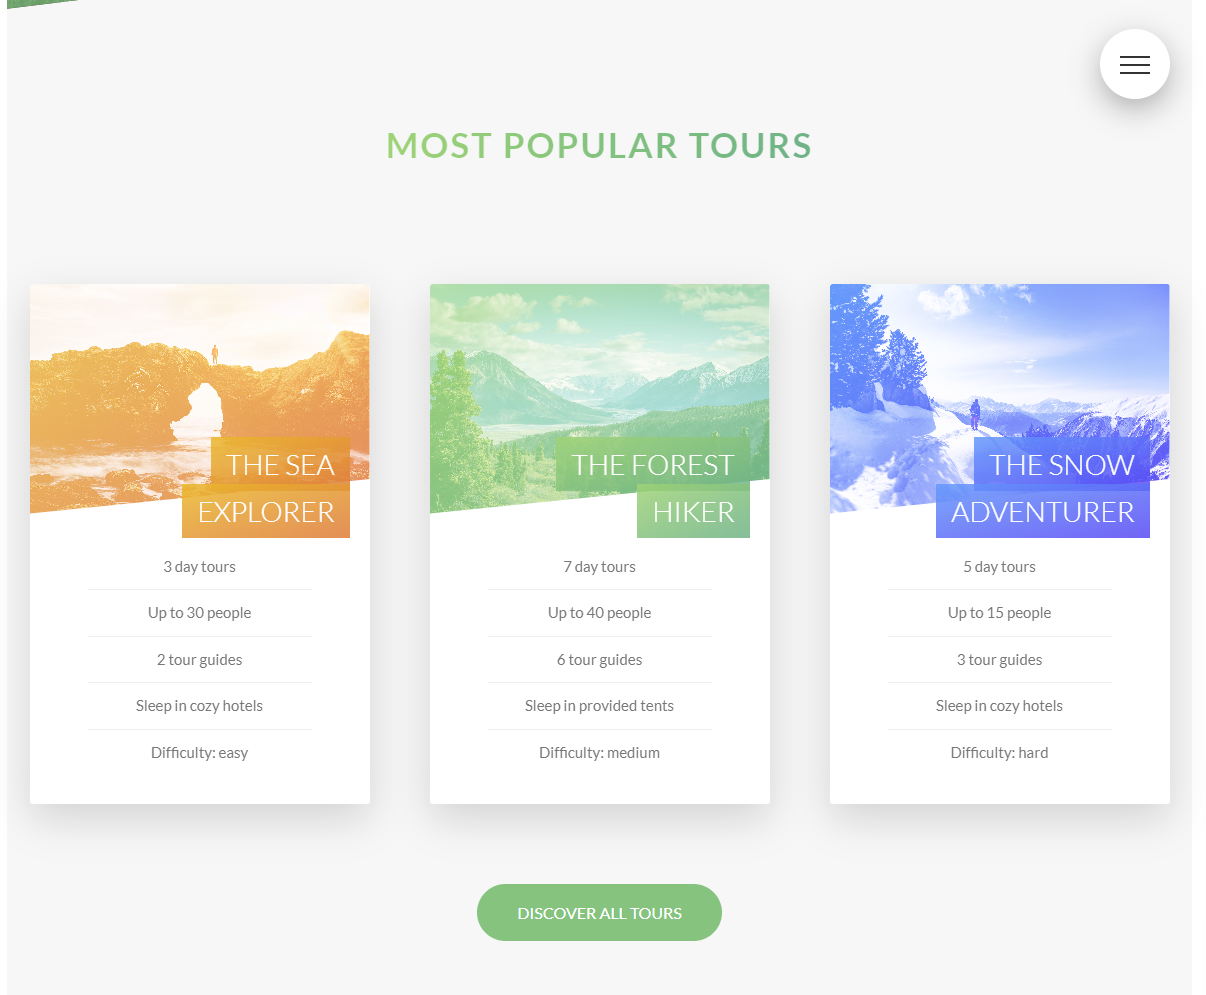 MOST POPULAR TOURS
THE SEA
EXPLORER
3 day tours
Up to 30 people
2 tour guides
Sleep in cozy hotels
Difficulty: easy
THE FOREST
HIKER
7 day tours
Up to 40 people
6 tour guides
Sleep in provided tents
Difficulty: medium
THE SNOW
ADVENTURER
5 day tours
Up to 15 people
3 tour guides
Sleep in cozy hotels
Difficulty: hard
DISCOVER ALL TOURS